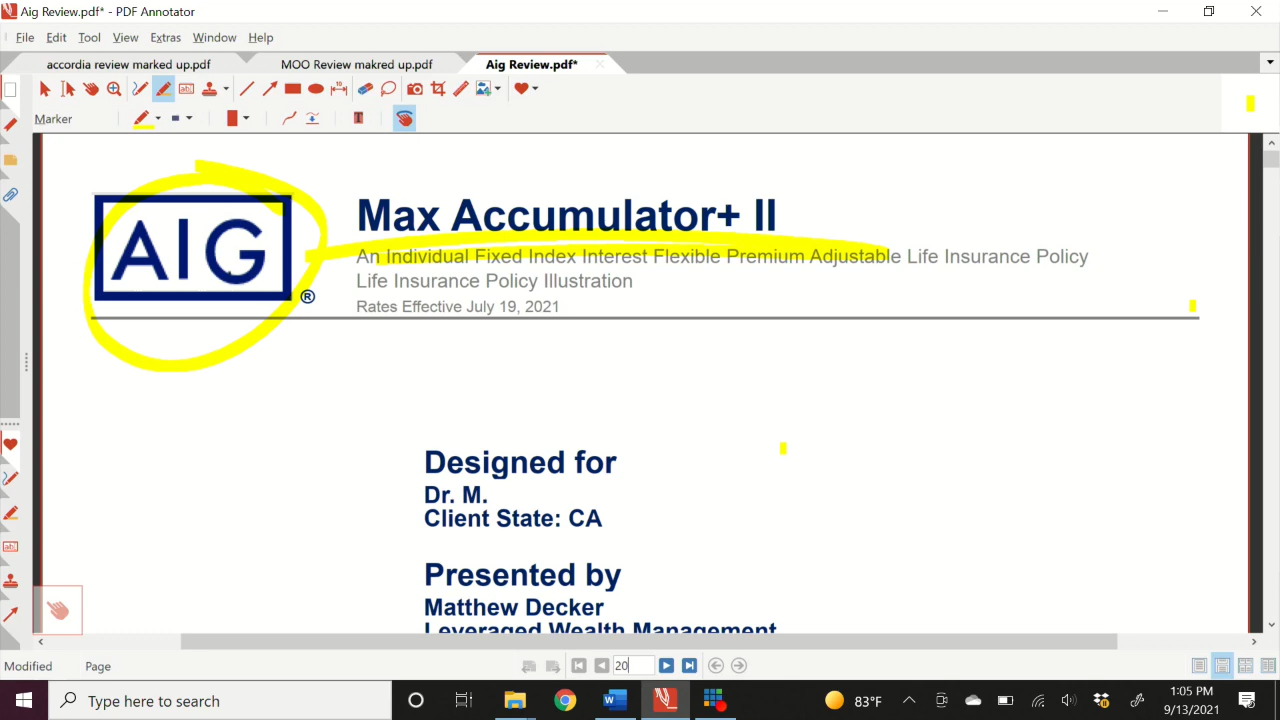 Aig Review.pdf* - PDF Annotator
File Edit Tool View Extras Window Help
accordia review marked up.pdf MOO Review makred up.pdf Aig Review.pdf*
Marker
AIG®
Max Accumulator+ II
An Individual Fixed Index Interest Flexible Premium Adjustable Life Insurance Policy
Life Insurance Policy Illustration
Rates Effective July 19, 2021
Designed for
Dr. M.
Client State: CA
Presented by
Matthew Decker
Leveraged Wealth Management
Modified Page 20
Type here to search
83°F
1:05 PM
9/13/2021